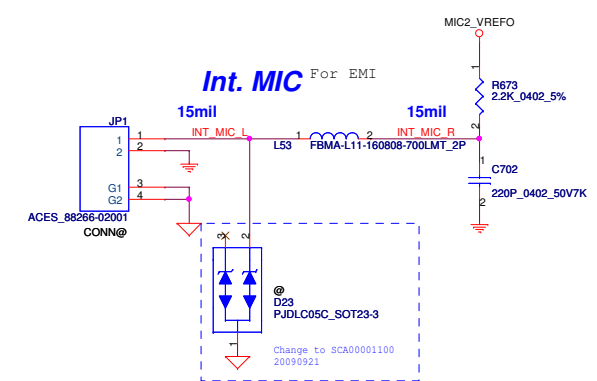 MIC2_VREFO
Int. MIC For EMI
1
R673
2.2K_0402_5%
2
15mil 15mil
JP1
1 1 INT_MIC_L 1 2 INT_MIC_R
2 2 L53 FBMA-L11-160808-700LMT_2P
1
C702
220P_0402_50V7K
2
G1 3
G2 4
ACES_88266-02001
CONN@
3 2
@
D23
PJDLC05C_SOT23-3
1
Change to SCA00001100
20090921